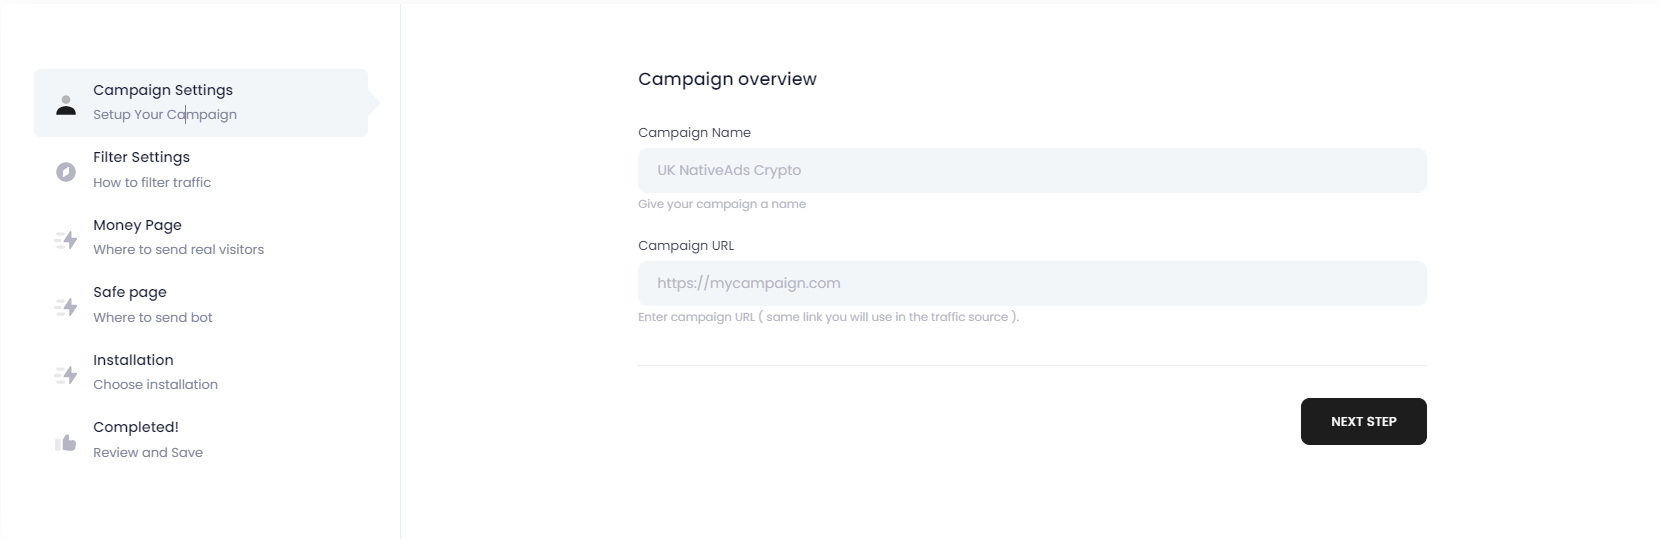 Campaign Settings
Setup Your Campaign
Filter Settings
How to filter traffic
Money Page
Where to send real visitors
Safe page
Where to send bot
Installation
Choose installation
Completed!
Review and Save
Campaign overview
Campaign Name
UK NativeAds Crypto
Give your campaign a name
Campaign URL
https://mycampaign.com
Enter campaign URL ( same link you will use in the traffic source ).
NEXT STEP